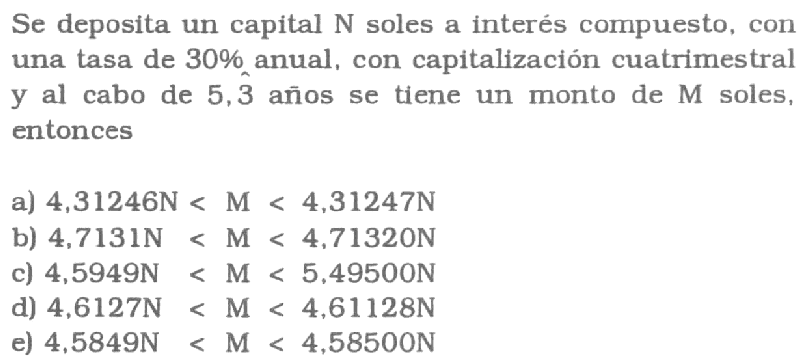 Se deposita un capital N soles a interés compuesto, con
una tasa de 30% anual, con capitalización cuatrimestral
y al cabo de 5,3̂ años se tiene un monto de M soles,
entonces
a) 4,31246N < M < 4,31247N
b) 4,7131N < M < 4,71320N
c) 4,5949N < M < 5,49500N
d) 4,6127N < M < 4,61128N
e) 4,5849N < M < 4,58500N